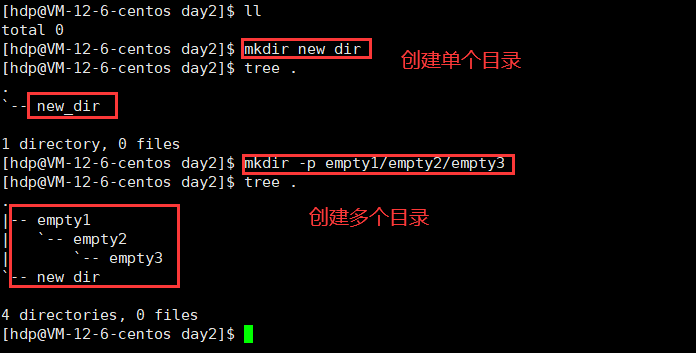 [hdp@VM-12-6-centos day2]$ ll
total 0
[hdp@VM-12-6-centos day2]$ mkdir new_dir
创建单个目录
[hdp@VM-12-6-centos day2]$ tree .
.
`-- new_dir
1 directory, 0 files
[hdp@VM-12-6-centos day2]$ mkdir -p empty1/empty2/empty3
[hdp@VM-12-6-centos day2]$ tree .
.
|-- empty1
创建多个目录
|   `-- empty2
|       `-- empty3
`-- new_dir
4 directories, 0 files
[hdp@VM-12-6-centos day2]$